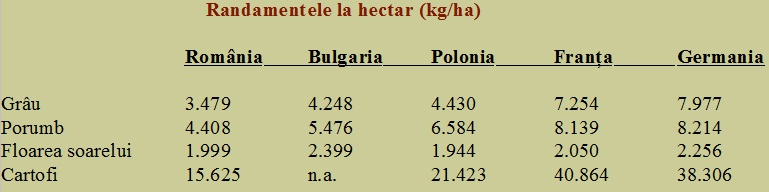 Randamentele la hectar (kg/ha)
România Bulgaria Polonia Franța Germania
Grâu 3.479 4.248 4.430 7.254 7.977
Porumb 4.408 5.476 6.584 8.139 8.214
Floarea soarelui 1.999 2.399 1.944 2.050 2.256
Cartofi 15.625 n.a. 21.423 40.864 38.306